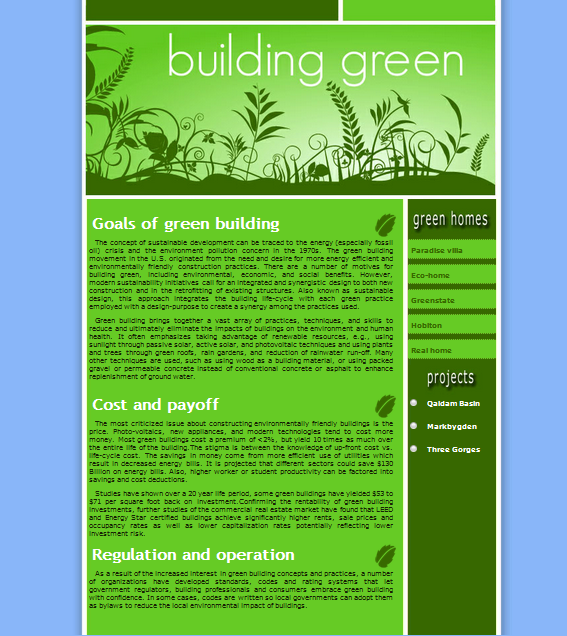 building green
Goals of green building
The concept of sustainable development can be traced to the energy (especially fossil
oil) crisis and the environment pollution concern in the 1970s. The green building
movement in the U.S. originated from the need and desire for more energy efficient and
environmentally friendly construction practices. There are a number of motives for
building green, including environmental, economic, and social benefits. However,
modern sustainability initiatives call for an integrated and synergistic design to both new
construction and in the retrofitting of existing structures. Also known as sustainable
design, this approach integrates the building life-cycle with each green practice
employed with a design-purpose to create a synergy among the practices used.
Green building brings together a vast array of practices, techniques, and skills to
reduce and ultimately eliminate the impacts of buildings on the environment and human
health. It often emphasizes taking advantage of renewable resources, e.g., using
sunlight through passive solar, active solar, and photovoltaic techniques and using plants
and trees through green roofs, rain gardens, and reduction of rainwater run-off. Many
other techniques are used, such as using wood as a building material, or using packed
gravel or permeable concrete instead of conventional concrete or asphalt to enhance
replenishment of ground water.
Cost and payoff
The most criticized issue about constructing environmentally friendly buildings is the
price. Photo-voltaics, new appliances, and modern technologies tend to cost more
money. Most green buildings cost a premium of <2%, but yield 10 times as much over
the entire life of the building.The stigma is between the knowledge of up-front cost vs.
life-cycle cost. The savings in money come from more efficient use of utilities which
result in decreased energy bills. It is projected that different sectors could save $130
Billion on energy bills. Also, higher worker or student productivity can be factored into
savings and cost deductions.
Studies have shown over a 20 year life period, some green buildings have yielded $53 to
$71 per square foot back on investment.Confirming the rentability of green building
investments, further studies of the commercial real estate market have found that LEED
and Energy Star certified buildings achieve significantly higher rents, sale prices and
occupancy rates as well as lower capitalization rates potentially reflecting lower
investment risk.
Regulation and operation
As a result of the increased interest in green building concepts and practices, a number
of organizations have developed standards, codes and rating systems that let
government regulators, building professionals and consumers embrace green building
with confidence. In some cases, codes are written so local governments can adopt them
as bylaws to reduce the local environmental impact of buildings.
green homes
Paradise villa
Eco-home
Greenstate
Hobiton
Real home
projects
Qaidam Basin
Markbygden
Three Gorges